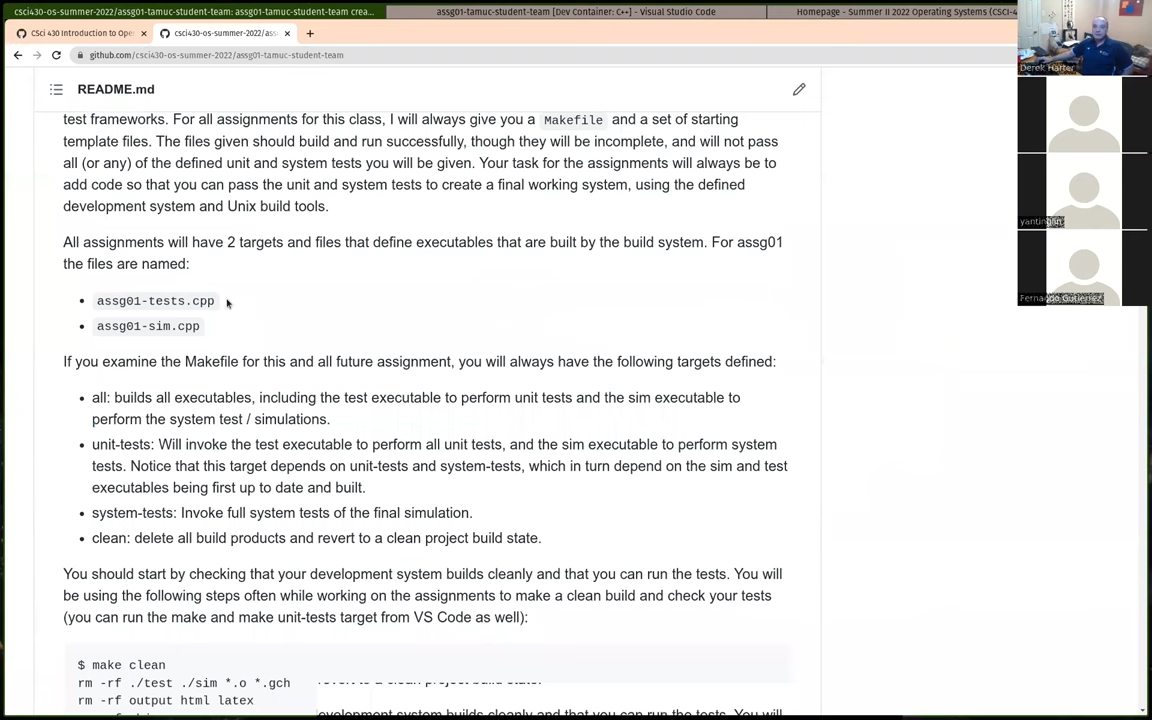 csci430-os-summer-2022/assg01-tamuc-student-team: assg01-tamuc-student-team crea...
assg01-tamuc-student-team [Dev Container: C++] - Visual Studio Code
Homepage - Summer II 2022 Operating Systems (CSCI-4
CSci 430 Introduction to Ope
csci430-os-summer-2022/ass
github.com/csci430-os-summer-2022/assg01-tamuc-student-team
Derek Harter
README.md
test frameworks. For all assignments for this class, I will always give you a Makefile and a set of starting
template files. The files given should build and run successfully, though they will be incomplete, and will not pass
all (or any) of the defined unit and system tests you will be given. Your task for the assignments will always be to
add code so that you can pass the unit and system tests to create a final working system, using the defined
development system and Unix build tools.
All assignments will have 2 targets and files that define executables that are built by the build system. For assg01
the files are named:
• assg01-tests.cpp
• assg01-sim.cpp
yantingan
Fernando Gutierrez
If you examine the Makefile for this and all future assignment, you will always have the following targets defined:
• all: builds all executables, including the test executable to perform unit tests and the sim executable to
perform the system test / simulations.
• unit-tests: Will invoke the test executable to perform all unit tests, and the sim executable to perform system
tests. Notice that this target depends on unit-tests and system-tests, which in turn depend on the sim and test
executables being first up to date and built.
• system-tests: Invoke full system tests of the final simulation.
• clean: delete all build products and revert to a clean project build state.
You should start by checking that your development system builds cleanly and that you can run the tests. You will
be using the following steps often while working on the assignments to make a clean build and check your tests
(you can run the make and make unit-tests target from VS Code as well):
$ make clean
rm -rf ./test ./sim *.o *.gch
rm -rf output html latex
development system builds cleanly and that you can run the tests. You will